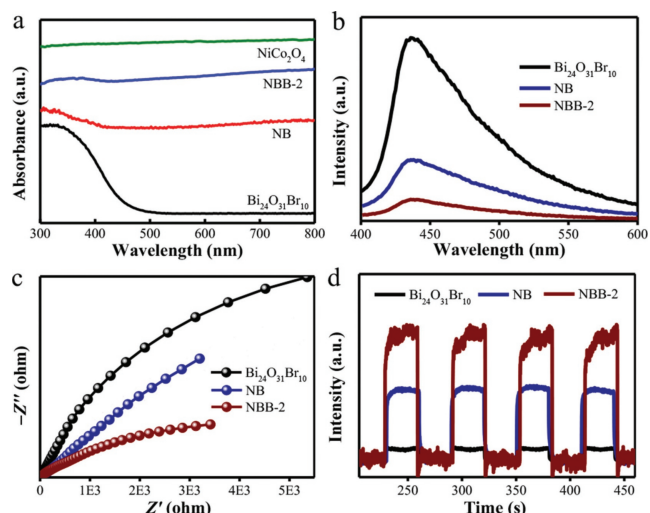 a
NiCo₂O₄
NBB-2
NB
Bi₂₄O₃₁Br₁₀
Absorbance (a.u.)
300 400 500 600 700 800
Wavelength (nm)
b
Bi₂₄O₃₁Br₁₀
NB
NBB-2
Intensity (a.u.)
400 450 500 550 600
Wavelength (nm)
c
Bi₂₄O₃₁Br₁₀
NB
NBB-2
−Z'' (ohm)
0 1E3 2E3 3E3 4E3 5E3
Z' (ohm)
d
Bi₂₄O₃₁Br₁₀ NB NBB-2
Intensity (a.u.)
250 300 350 400 450
Time (s)